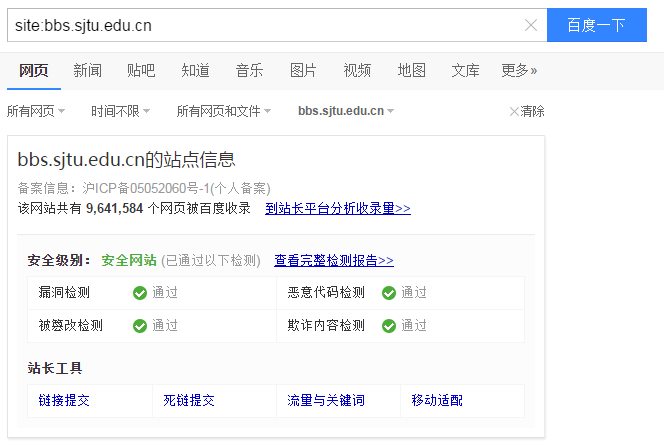 site:bbs.sjtu.edu.cn 百度一下
网页 新闻 贴吧 知道 音乐 图片 视频 地图 文库 更多»
所有网页 时间不限 所有网页和文件 bbs.sjtu.edu.cn 清除
bbs.sjtu.edu.cn的站点信息
备案信息：沪ICP备05052060号-1(个人备案)
该网站共有 9,641,584 个网页被百度收录 到站长平台分析收录量>>
安全级别： 安全网站 (已通过以下检测) 查看完整检测报告>>
漏洞检测 通过 恶意代码检测 通过
被篡改检测 通过 欺诈内容检测 通过
站长工具
链接提交 死链提交 流量与关键词 移动适配